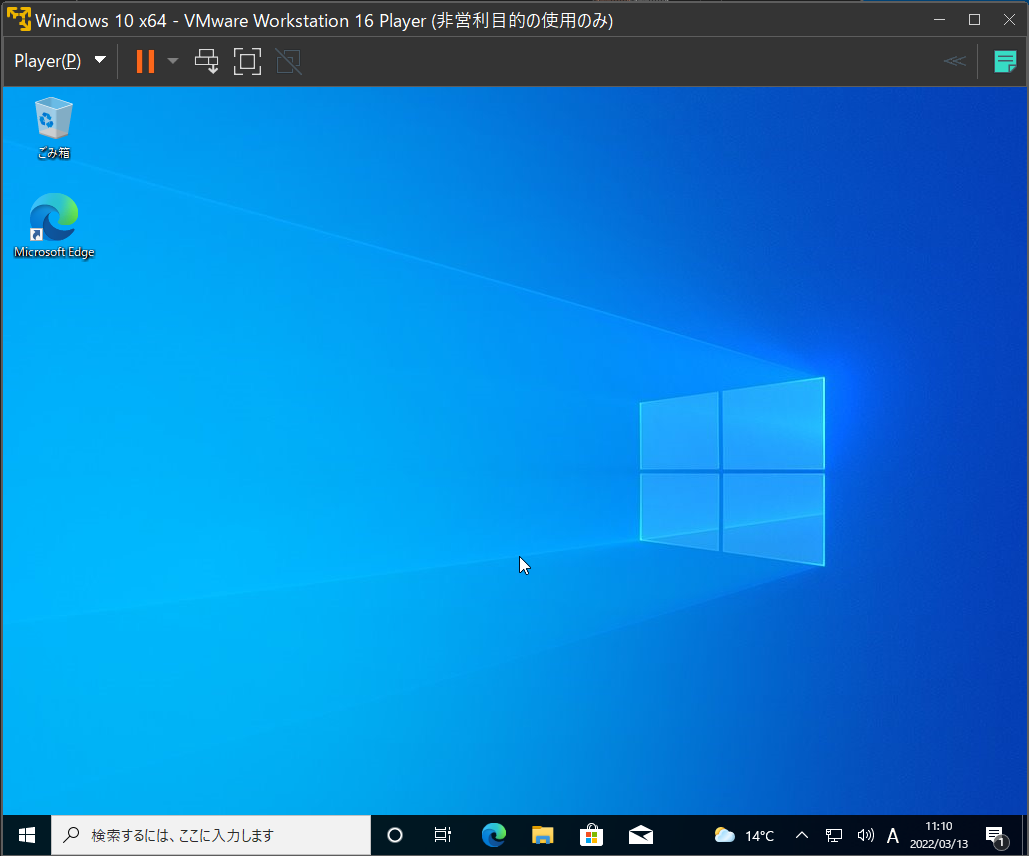 Windows 10 x64 - VMware Workstation 16 Player (非営利目的の使用のみ)
Player(P)
ごみ箱
Microsoft Edge
検索するには、ここに入力します
14°C
A
11:10
2022/03/13
1